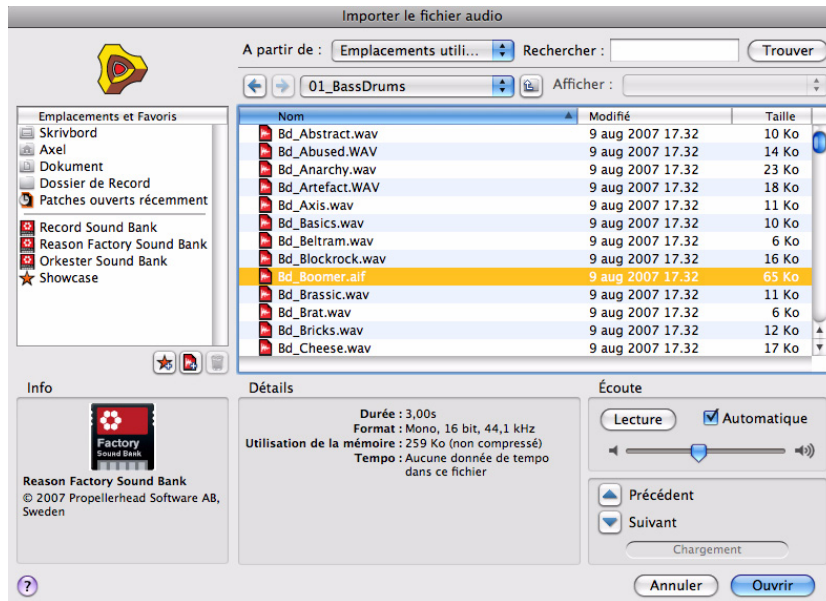 Importer le fichier audio
A partir de : Emplacements utili... Rechercher : Trouver
01_BassDrums Afficher :
Emplacements et Favoris
Skrivbord
Axel
Dokument
Dossier de Record
Patches ouverts récemment
Record Sound Bank
Reason Factory Sound Bank
Orkester Sound Bank
Showcase
Nom Modifié Taille
Bd_Abstract.wav 9 aug 2007 17.32 10 Ko
Bd_Abused.WAV 9 aug 2007 17.32 14 Ko
Bd_Anarchy.wav 9 aug 2007 17.32 23 Ko
Bd_Artefact.WAV 9 aug 2007 17.32 18 Ko
Bd_Axis.wav 9 aug 2007 17.32 11 Ko
Bd_Basics.wav 9 aug 2007 17.32 10 Ko
Bd_Beltram.wav 9 aug 2007 17.32 6 Ko
Bd_Blockrock.wav 9 aug 2007 17.32 16 Ko
Bd_Boomer.aif 9 aug 2007 17.32 65 Ko
Bd_Brassic.wav 9 aug 2007 17.32 11 Ko
Bd_Brat.wav 9 aug 2007 17.32 6 Ko
Bd_Bricks.wav 9 aug 2007 17.32 12 Ko
Bd_Cheese.wav 9 aug 2007 17.32 17 Ko
Info
Factory
Sound Bank
Reason Factory Sound Bank
© 2007 Propellerhead Software AB,
Sweden
Détails
Durée : 3,00s
Format : Mono, 16 bit, 44,1 kHz
Utilisation de la mémoire : 259 Ko (non compressé)
Tempo : Aucune donnée de tempo
dans ce fichier
Écoute
Lecture Automatique
Précédent
Suivant
Chargement
? Annuler Ouvrir